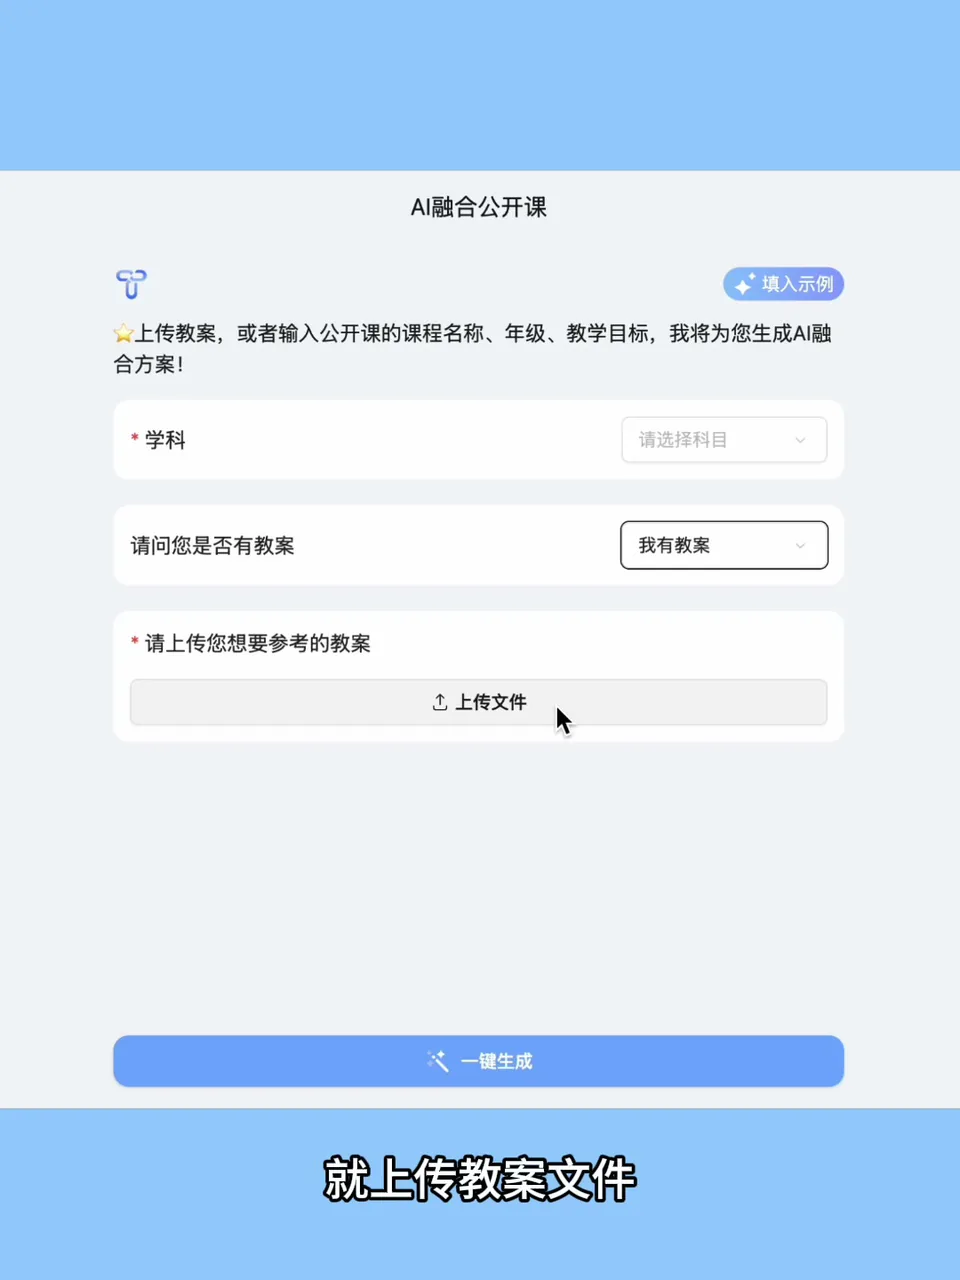 AI融合公开课
填入示例
⭐上传教案，或者输入公开课的课程名称、年级、教学目标，我将为您生成AI融
合方案！
* 学科
请选择科目
请问您是否有教案
我有教案
* 请上传您想要参考的教案
上传文件
一键生成
就上传教案文件